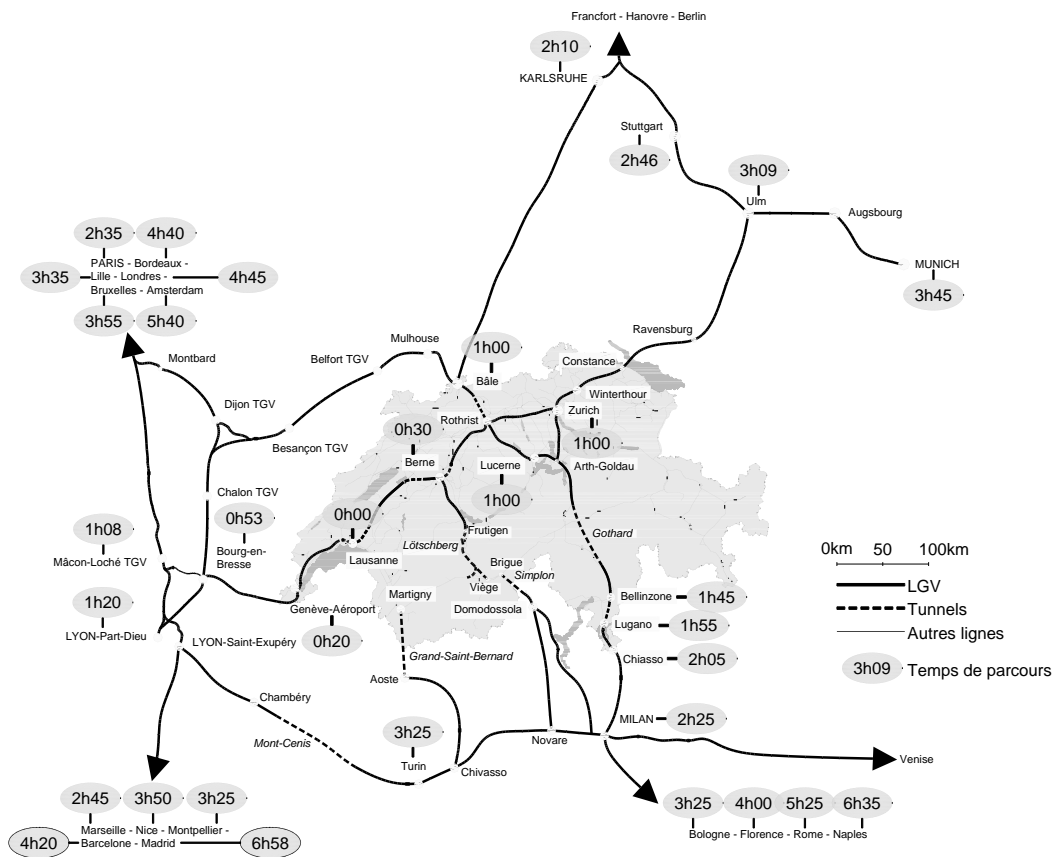 Francfort - Hanovre - Berlin
2h10
KARLSRUHE
Stuttgart
2h46
3h09
Ulm
Augsbourg
MUNICH
3h45
2h35
4h40
PARIS - Bordeaux -
3h35
Lille - Londres -
4h45
Bruxelles - Amsterdam
3h55
5h40
Montbard
Belfort TGV
Mulhouse
1h00
Bâle
Ravensburg
Constance
Winterthour
Dijon TGV
Besançon TGV
Rothrist
Zurich
1h00
0h30
Berne
Lucerne
1h00
Arth-Goldau
Chalon TGV
0h53
Bourg-en-
Bresse
0h00
Lausanne
1h08
Mâcon-Loché TGV
Frutigen
Lötschberg
Gothard
Brigue
Simplon
Viège
Martigny
Domodossola
0km 50 100km
LGV
Tunnels
Autres lignes
3h09 Temps de parcours
1h20
LYON-Part-Dieu
Genève-Aéroport
0h20
Bellinzone
1h45
Lugano
1h55
Chiasso
2h05
LYON-Saint-Exupéry
Grand-Saint-Bernard
Aoste
Chambéry
Mont-Cenis
3h25
Turin
Chivasso
Novare
MILAN
2h25
Venise
2h45
3h50
3h25
Marseille - Nice - Montpellier -
4h20
Barcelone - Madrid
6h58
3h25
4h00
5h25
6h35
Bologne - Florence - Rome - Naples